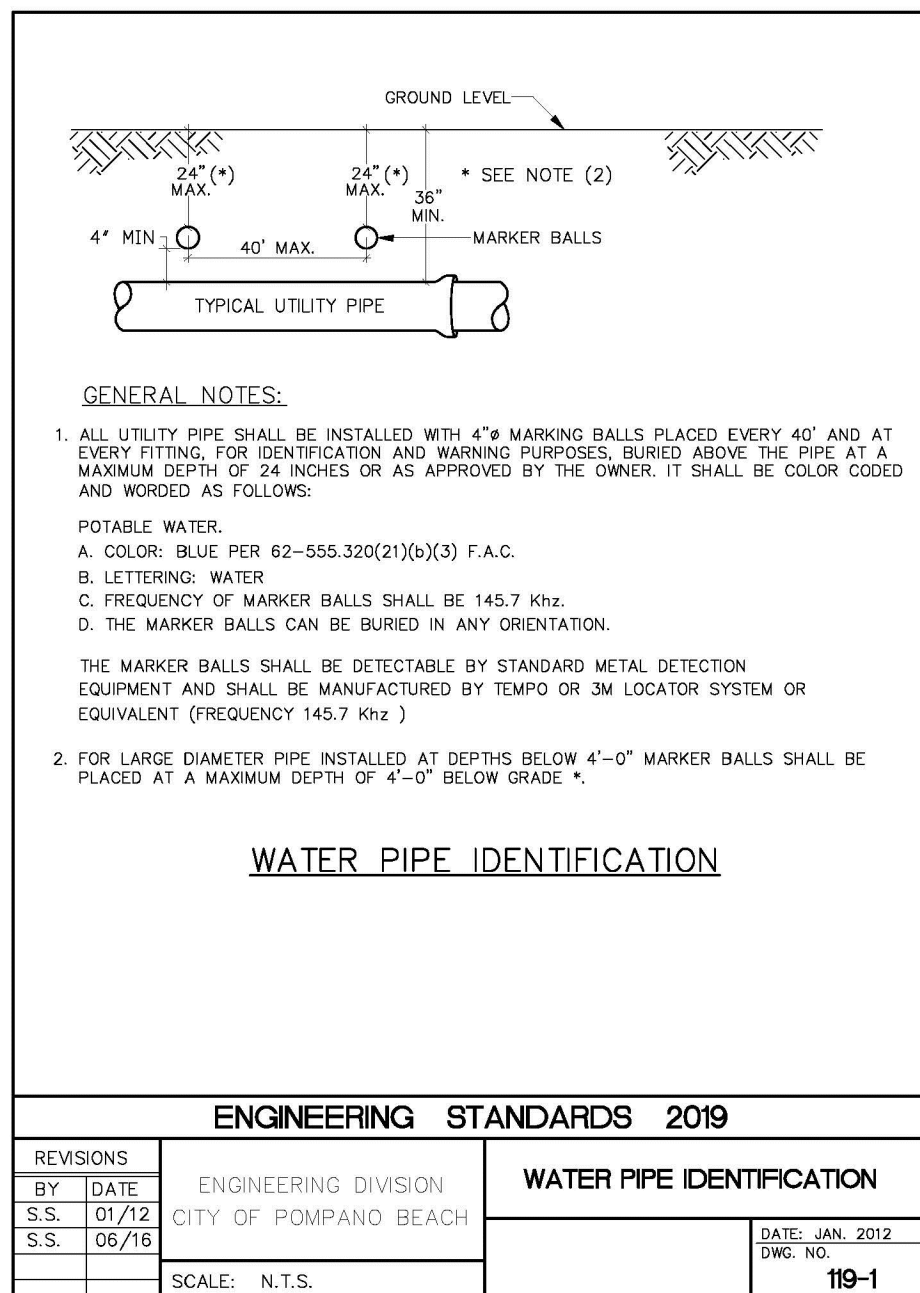 GROUND LEVEL
24" (*)
MAX.
24" (*)
MAX.
* SEE NOTE (2)
36"
MIN.
4" MIN
40' MAX.
MARKER BALLS
TYPICAL UTILITY PIPE
GENERAL NOTES:
1. ALL UTILITY PIPE SHALL BE INSTALLED WITH 4"ø MARKING BALLS PLACED EVERY 40' AND AT
EVERY FITTING, FOR IDENTIFICATION AND WARNING PURPOSES, BURIED ABOVE THE PIPE AT A
MAXIMUM DEPTH OF 24 INCHES OR AS APPROVED BY THE OWNER. IT SHALL BE COLOR CODED
AND WORDED AS FOLLOWS:
POTABLE WATER.
A. COLOR: BLUE PER 62-555.320(21)(b)(3) F.A.C.
B. LETTERING: WATER
C. FREQUENCY OF MARKER BALLS SHALL BE 145.7 Khz.
D. THE MARKER BALLS CAN BE BURIED IN ANY ORIENTATION.
THE MARKER BALLS SHALL BE DETECTABLE BY STANDARD METAL DETECTION
EQUIPMENT AND SHALL BE MANUFACTURED BY TEMPO OR 3M LOCATOR SYSTEM OR
EQUIVALENT (FREQUENCY 145.7 Khz )
2. FOR LARGE DIAMETER PIPE INSTALLED AT DEPTHS BELOW 4'-0" MARKER BALLS SHALL BE
PLACED AT A MAXIMUM DEPTH OF 4'-0" BELOW GRADE *.
WATER PIPE IDENTIFICATION
ENGINEERING STANDARDS 2019
REVISIONS
BY DATE
S.S. 01/12
S.S. 06/16
ENGINEERING DIVISION
CITY OF POMPANO BEACH
SCALE: N.T.S.
WATER PIPE IDENTIFICATION
DATE: JAN. 2012
DWG. NO.
119-1